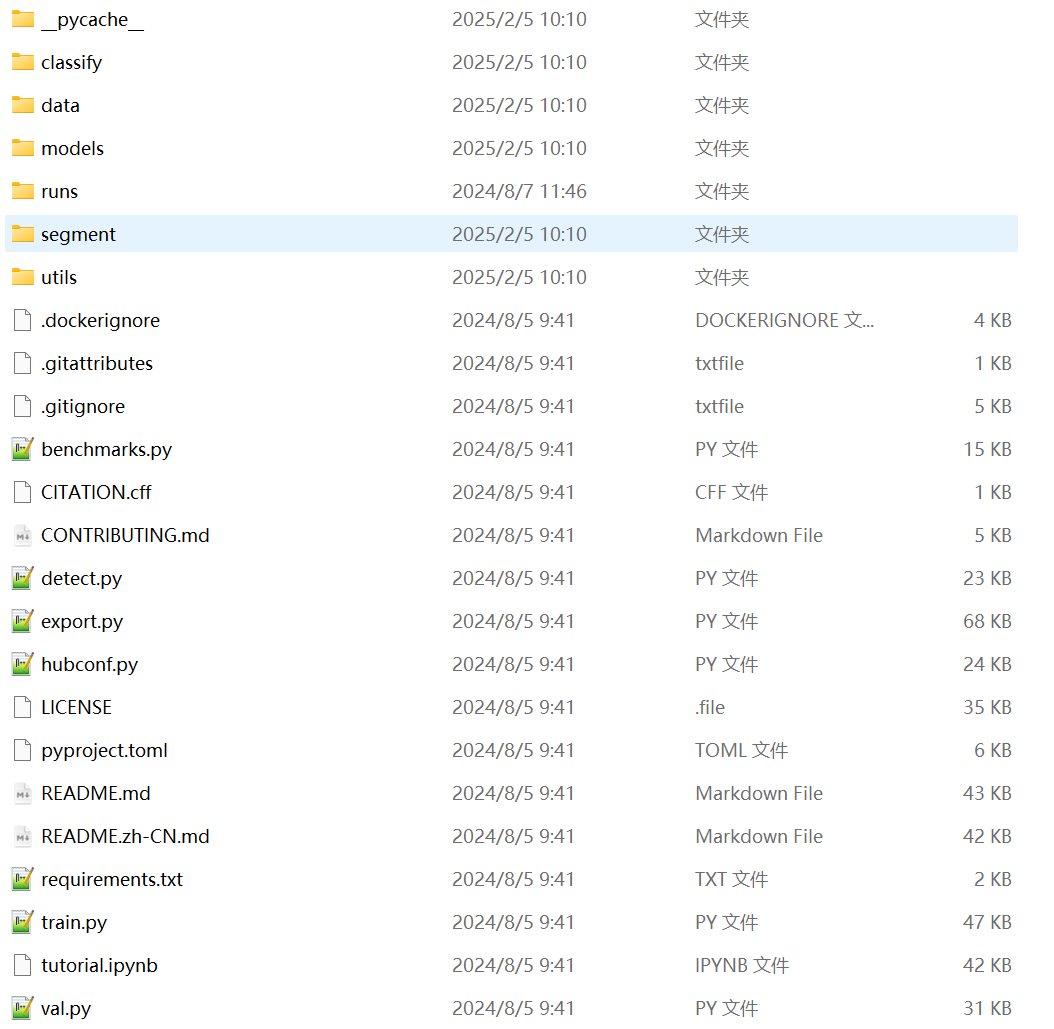 __pycache__ 2025/2/5 10:10 文件夹
classify 2025/2/5 10:10 文件夹
data 2025/2/5 10:10 文件夹
models 2025/2/5 10:10 文件夹
runs 2024/8/7 11:46 文件夹
segment 2025/2/5 10:10 文件夹
utils 2025/2/5 10:10 文件夹
.dockerignore 2024/8/5 9:41 DOCKERIGNORE 文... 4 KB
.gitattributes 2024/8/5 9:41 txtfile 1 KB
.gitignore 2024/8/5 9:41 txtfile 5 KB
benchmarks.py 2024/8/5 9:41 PY 文件 15 KB
CITATION.cff 2024/8/5 9:41 CFF 文件 1 KB
CONTRIBUTING.md 2024/8/5 9:41 Markdown File 5 KB
detect.py 2024/8/5 9:41 PY 文件 23 KB
export.py 2024/8/5 9:41 PY 文件 68 KB
hubconf.py 2024/8/5 9:41 PY 文件 24 KB
LICENSE 2024/8/5 9:41 .file 35 KB
pyproject.toml 2024/8/5 9:41 TOML 文件 6 KB
README.md 2024/8/5 9:41 Markdown File 43 KB
README.zh-CN.md 2024/8/5 9:41 Markdown File 42 KB
requirements.txt 2024/8/5 9:41 TXT 文件 2 KB
train.py 2024/8/5 9:41 PY 文件 47 KB
tutorial.ipynb 2024/8/5 9:41 IPYNB 文件 42 KB
val.py 2024/8/5 9:41 PY 文件 31 KB